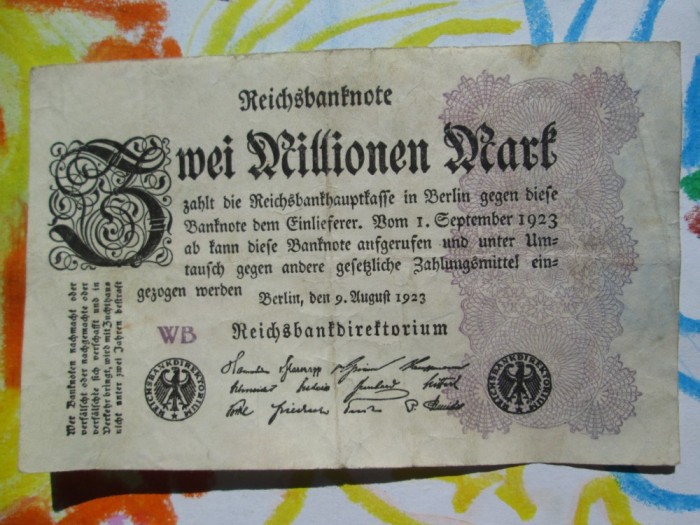 Reichsbanknote
Zwei Millionen Mark
zahlt die Reichsbankhauptkasse in Berlin gegen diese
Banknote dem Einlieferer. Vom 1. September 1923
ab kann diese Banknote aufgerufen und unter Um-
tausch gegen andere gesetzliche Zahlungsmittel ein-
gezogen werden
Berlin, den 9. August 1923
WB
Reichsbankdirektorium
Wer Banknoten nachmacht oder
verfälscht oder nachgemachte oder
verfälschte sich verschafft und in
Verkehr bringt, wird mit Zuchthaus
nicht unter zwei Jahren bestraft
REICHSBANKDIREKTORIUM
REICHSBANKDIREKTORIUM